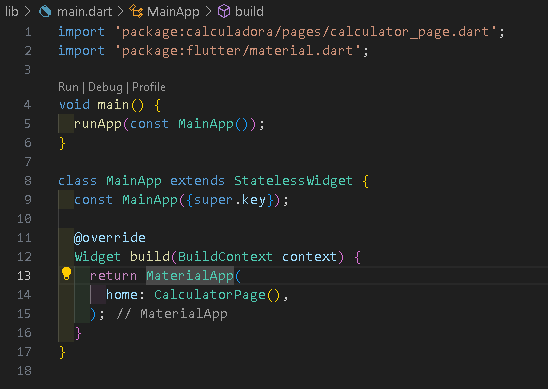 lib > main.dart > MainApp > build
1 import 'package:calculadora/pages/calculator_page.dart';
2 import 'package:flutter/material.dart';
3
Run | Debug | Profile
4 void main() {
5   runApp(const MainApp());
6 }
7
8 class MainApp extends StatelessWidget {
9   const MainApp({super.key});
10
11   @override
12   Widget build(BuildContext context) {
13     return MaterialApp(
14       home: CalculatorPage(),
15     ); // MaterialApp
16   }
17 }
18